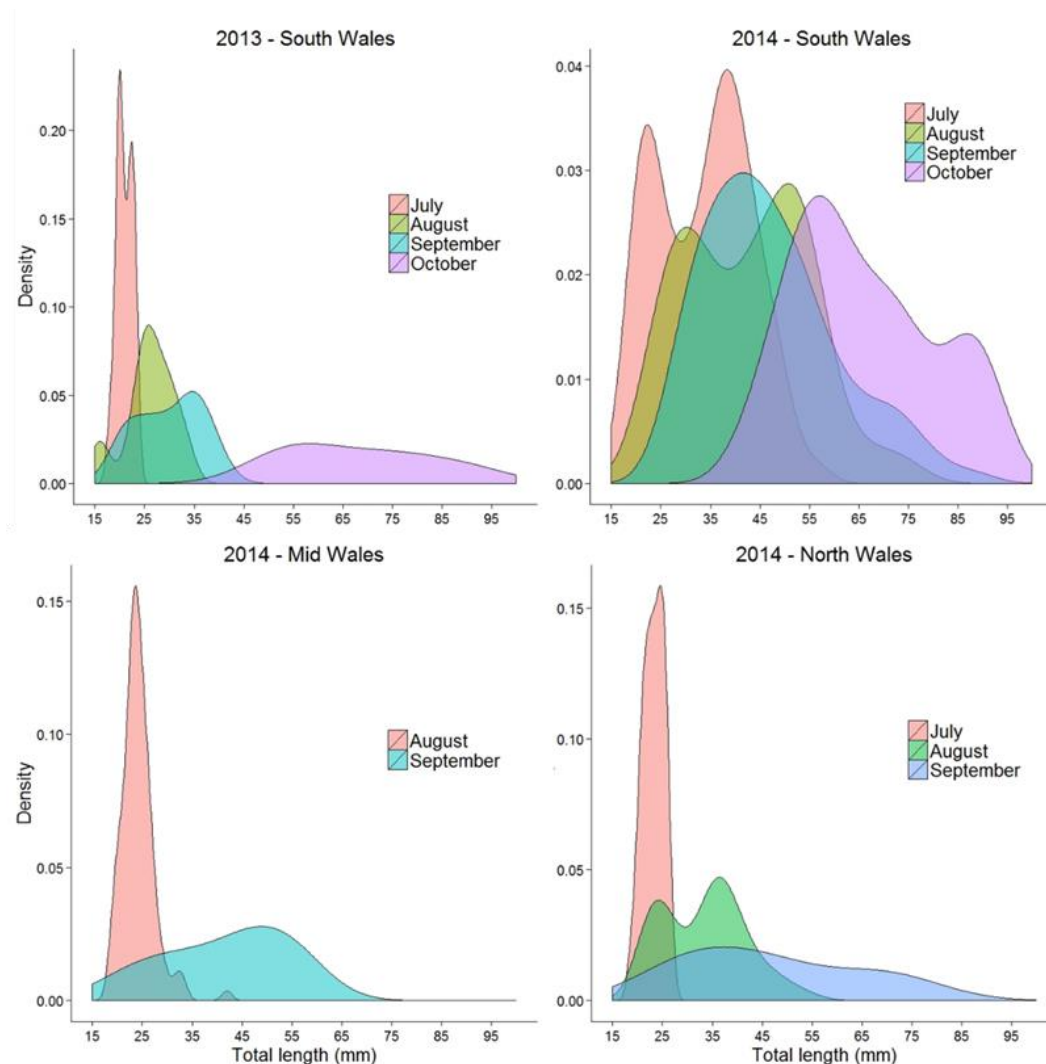 2013 - South Wales
Density
0.20
0.15
0.10
0.05
0.00
July
August
September
October
15 25 35 45 55 65 75 85 95
2014 - South Wales
0.04
0.03
0.02
0.01
0.00
July
August
September
October
15 25 35 45 55 65 75 85 95
2014 - Mid Wales
Density
0.15
0.10
0.05
0.00
August
September
15 25 35 45 55 65 75 85 95
Total length (mm)
2014 - North Wales
0.15
0.10
0.05
0.00
July
August
September
15 25 35 45 55 65 75 85 95
Total length (mm)